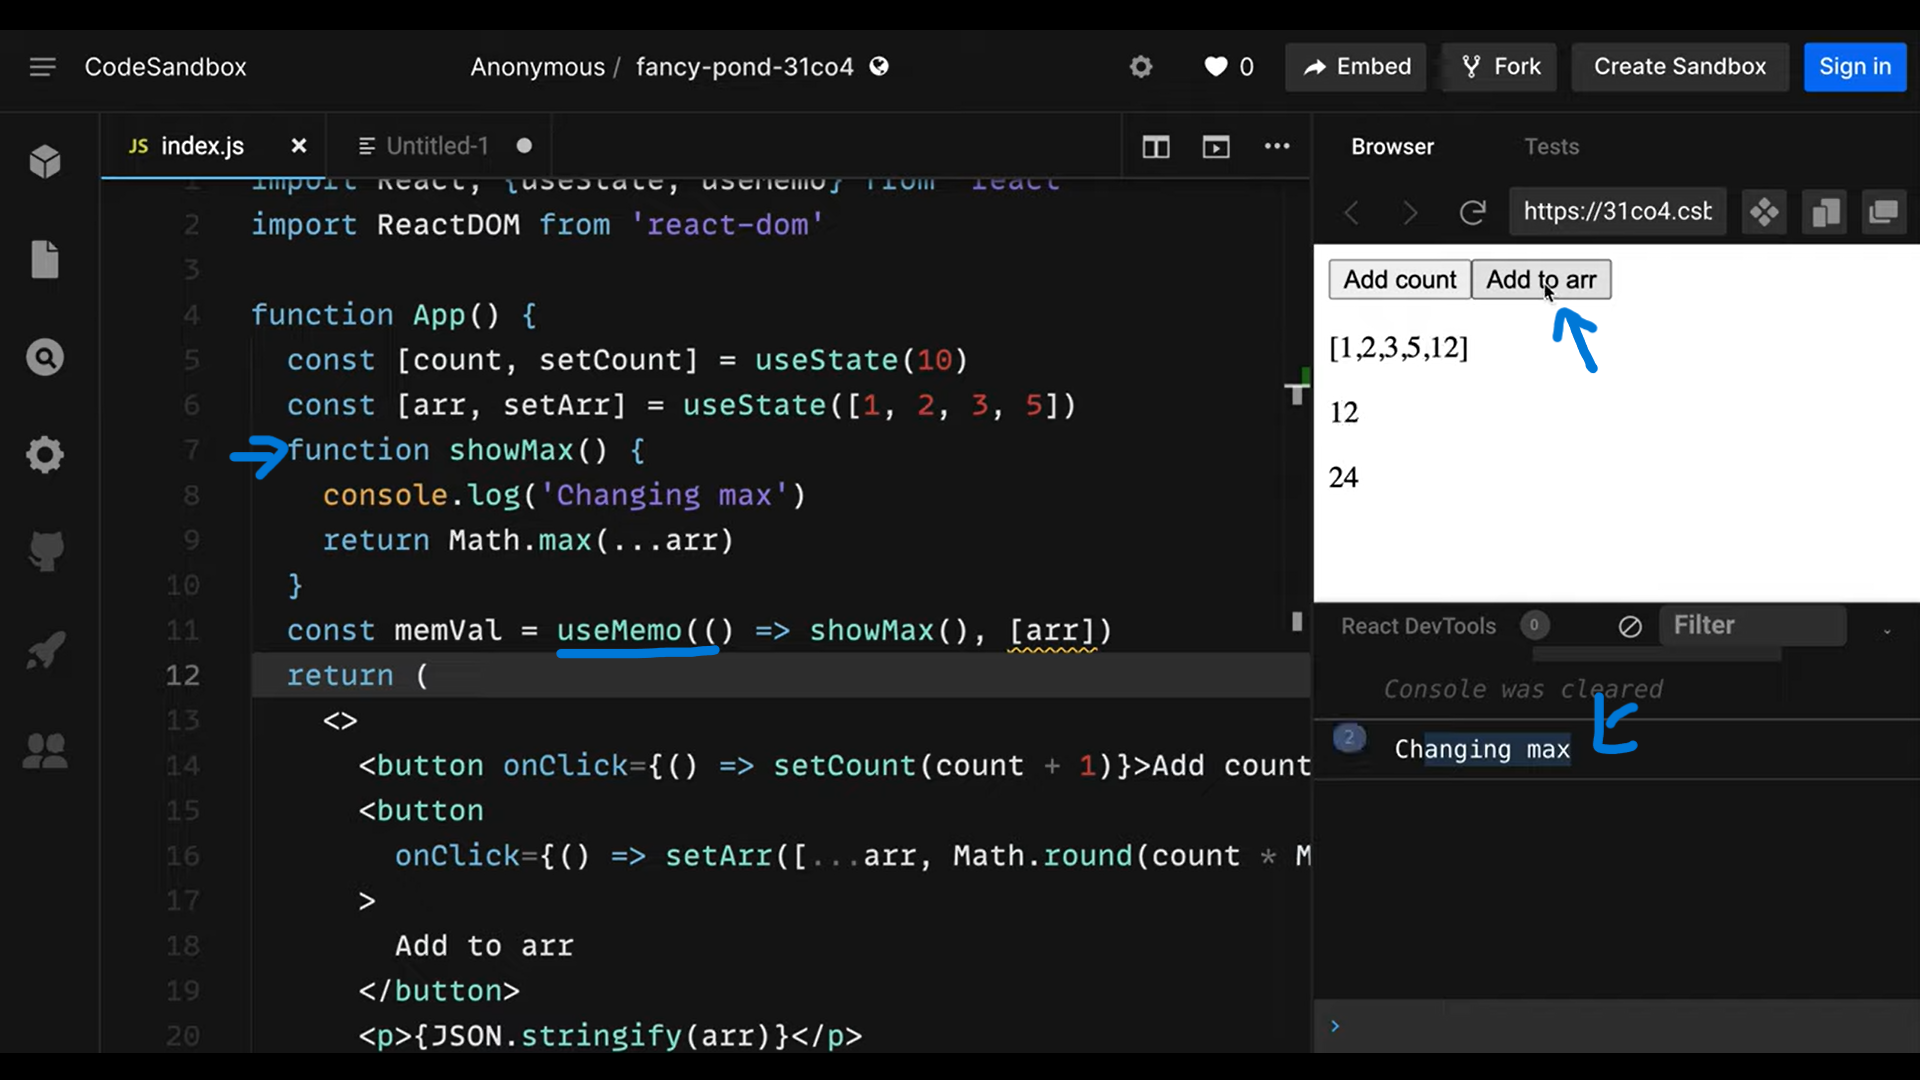 CodeSandbox
Anonymous / fancy-pond-31co4
0
Embed
Fork
Create Sandbox
Sign in
JS index.js
Untitled-1
Browser
Tests
https://31co4.csb
1 import React, {useState, useMemo} from 'react'
2 import ReactDOM from 'react-dom'
3
4 function App() {
5 const [count, setCount] = useState(10)
6 const [arr, setArr] = useState([1, 2, 3, 5])
7 function showMax() {
8 console.log('Changing max')
9 return Math.max(...arr)
10 }
11 const memVal = useMemo(() => showMax(), [arr])
12 return (
13 <>
14 <button onClick={() => setCount(count + 1)}>Add count
15 <button
16 onClick={() => setArr([...arr, Math.round(count * M
17 >
18 Add to arr
19 </button>
20 <p>{JSON.stringify(arr)}</p>
Add count
Add to arr
[1,2,3,5,12]
12
24
React DevTools 0
Filter
Console was cleared
2 Changing max